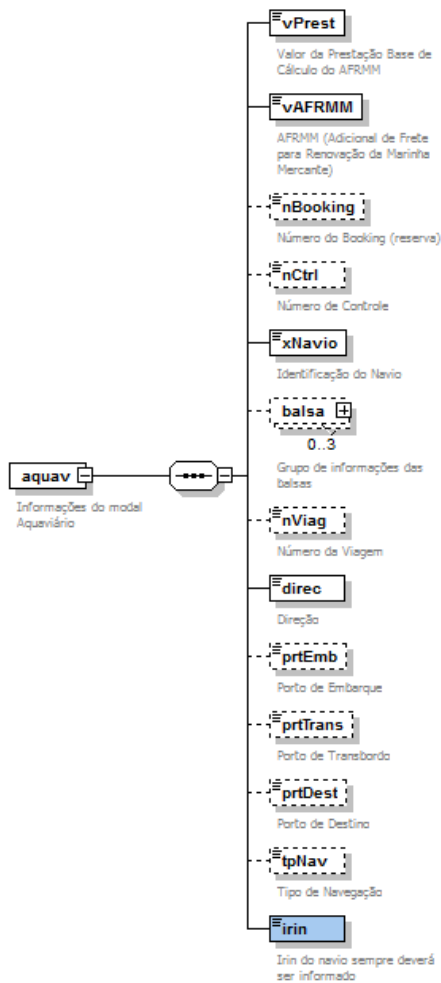 vPrest
Valor da Prestação Base de
Cálculo do AFRMM
vAFRMM
AFRMM (Adicional de Frete
para Renovação da Marinha
Mercante)
nBooking
Número do Booking (reserva)
nCtrl
Número de Controle
xNavio
Identificação do Navio
balsa
0..3
Grupo de informações das
balsas
aquav
Informações do modal
Aquaviário
nViag
Número da Viagem
direc
Direção
prtEmb
Porto de Embarque
prtTrans
Porto de Transbordo
prtDest
Porto de Destino
tpNav
Tipo de Navegação
irin
Irin do navio sempre deverá
ser informado